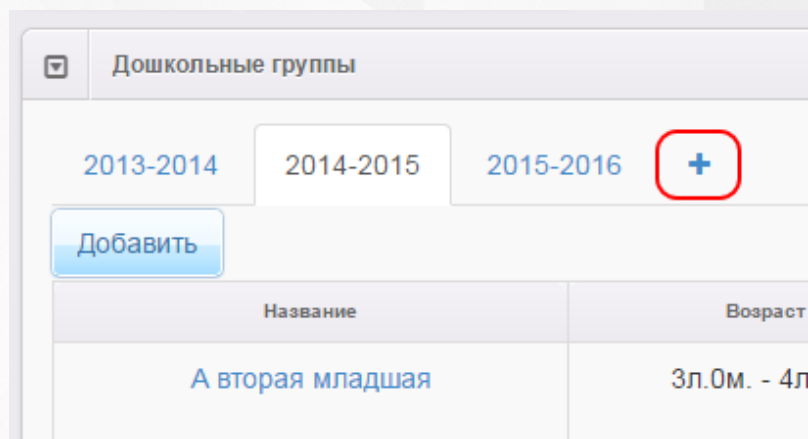 Дошкольные группы
2013-2014 2014-2015 2015-2016 +
Добавить
Название Возраст
А вторая младшая 3л.0м. - 4л